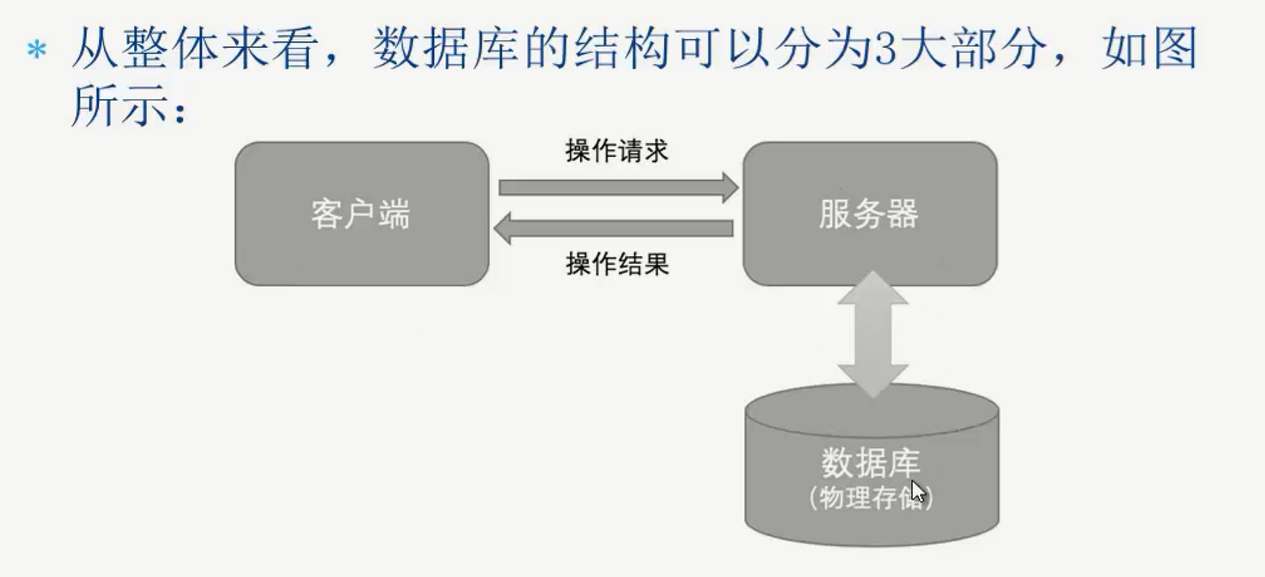 * 从整体来看，数据库的结构可以分为3大部分，如图
所示：
操作请求
客户端
服务器
操作结果
数据库
（物理存储）